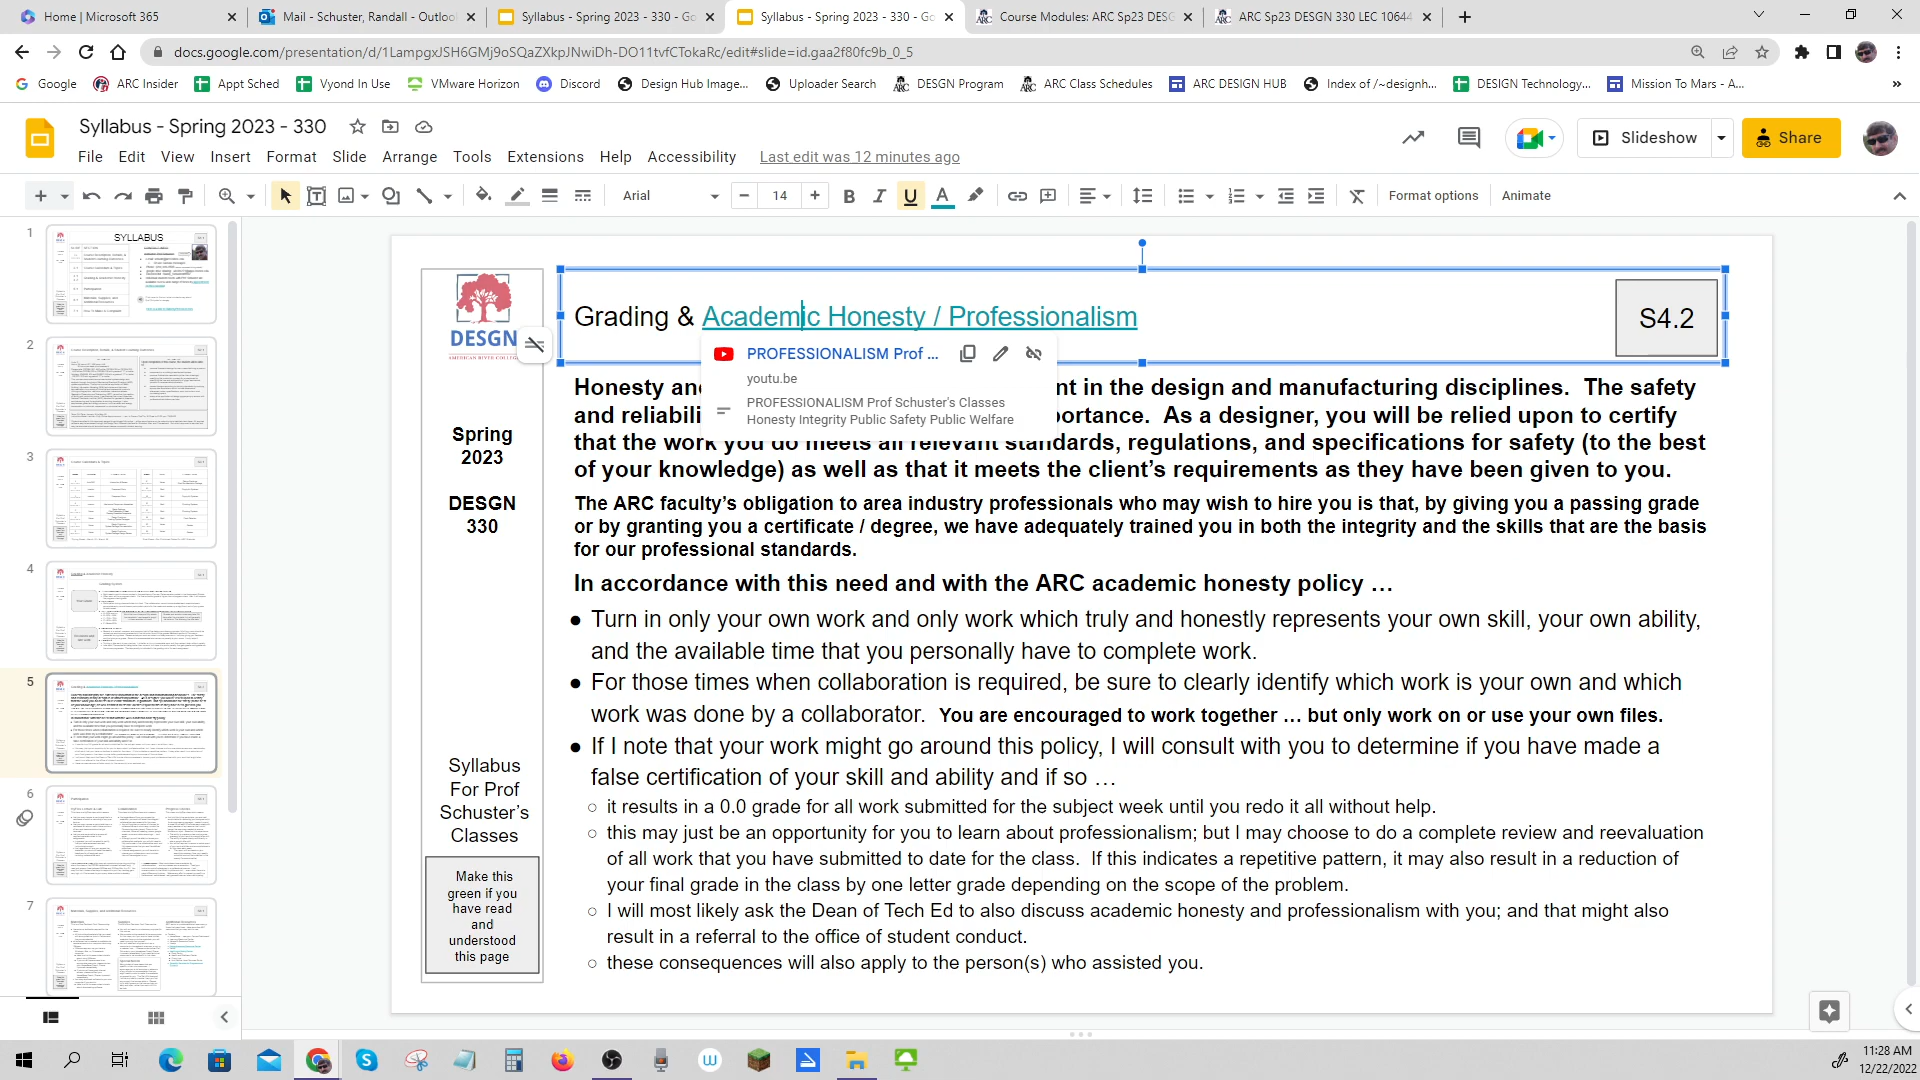 Home | Microsoft 365
Mail - Schuster, Randall - Outlool
Syllabus - Spring 2023 - 330 - Go
Syllabus - Spring 2023 - 330 - Go
Course Modules: ARC Sp23 DESG
ARC Sp23 DESGN 330 LEC 10644
docs.google.com/presentation/d/1LampgxJSH6GMj9oSQaZXkpJNwiDh-DO11tvfCTokaRc/edit#slide=id.gaa2f80fc9b_0_5
Google
ARC Insider
Appt Sched
Vyond In Use
VMware Horizon
Discord
Design Hub Image...
Uploader Search
DESGN Program
ARC Class Schedules
ARC DESIGN HUB
Index of /~designh...
DESIGN Technology...
Mission To Mars - A...
Syllabus - Spring 2023 - 330
File Edit View Insert Format Slide Arrange Tools Extensions Help Accessibility Last edit was 12 minutes ago
Slideshow
Share
Arial
14
Format options
Animate
1
SYLLABUS
2
3
4
5
6
7
DESGN
AMERICAN RIVER COLLEG
Grading & Academic Honesty / Professionalism
S4.2
PROFESSIONALISM Prof ...
youtu.be
PROFESSIONALISM Prof Schuster's Classes
Honesty Integrity Public Safety Public Welfare
Honesty and nt in the design and manufacturing disciplines. The safety
and reliabili portance. As a designer, you will be relied upon to certify
that the work you do meets all relevant standards, regulations, and specifications for safety (to the best
of your knowledge) as well as that it meets the client's requirements as they have been given to you.
The ARC faculty's obligation to area industry professionals who may wish to hire you is that, by giving you a passing grade
or by granting you a certificate / degree, we have adequately trained you in both the integrity and the skills that are the basis
for our professional standards.
In accordance with this need and with the ARC academic honesty policy …
● Turn in only your own work and only work which truly and honestly represents your own skill, your own ability,
and the available time that you personally have to complete work.
● For those times when collaboration is required, be sure to clearly identify which work is your own and which
work was done by a collaborator. You are encouraged to work together … but only work on or use your own files.
● If I note that your work might go around this policy, I will consult with you to determine if you have made a
false certification of your skill and ability and if so …
○ it results in a 0.0 grade for all work submitted for the subject week until you redo it all without help.
○ this may just be an opportunity for you to learn about professionalism; but I may choose to do a complete review and reevaluation
of all work that you have submitted to date for the class. If this indicates a repetitive pattern, it may also result in a reduction of
your final grade in the class by one letter grade depending on the scope of the problem.
○ I will most likely ask the Dean of Tech Ed to also discuss academic honesty and professionalism with you; and that might also
result in a referral to the office of student conduct.
○ these consequences will also apply to the person(s) who assisted you.
Spring
2023
DESGN
330
Syllabus
For Prof
Schuster's
Classes
Make this
green if you
have read
and
understood
this page
11:28 AM
12/22/2022